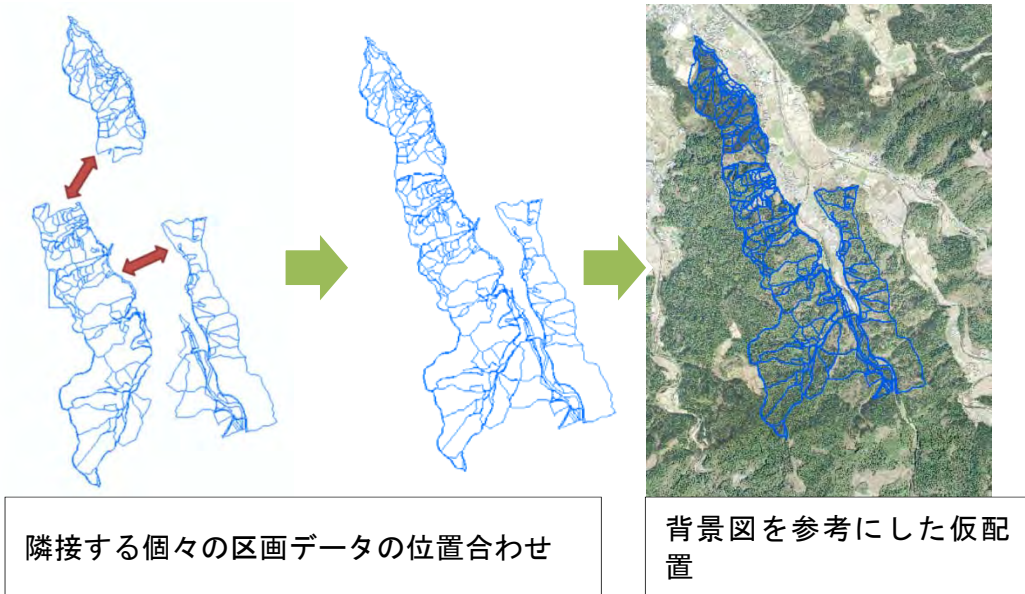 隣接する個々の区画データの位置合わせ
背景図を参考にした仮配
置